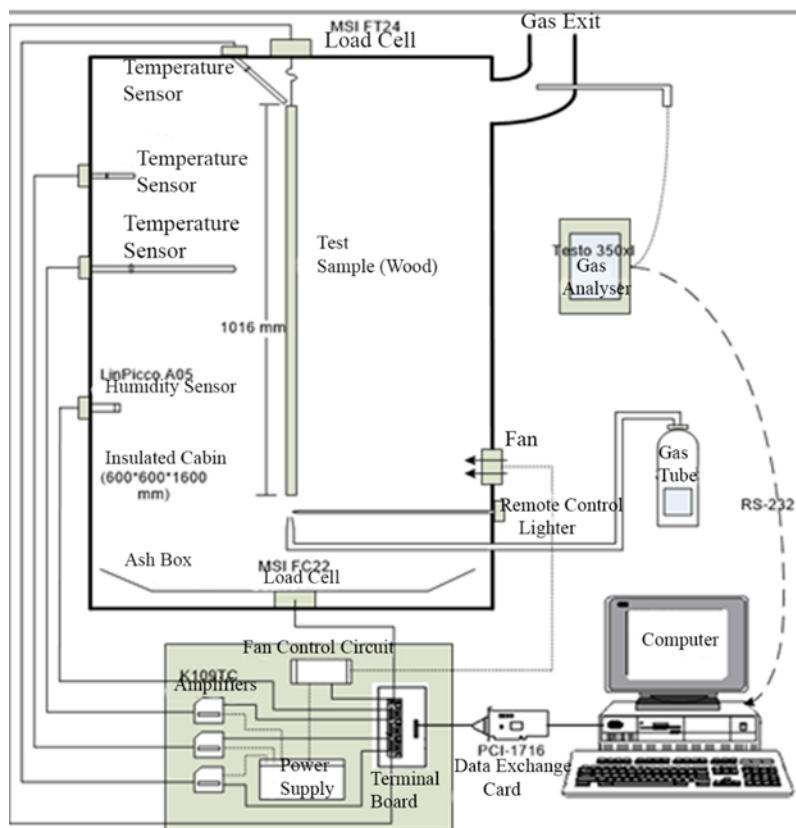 MSI FT24
Load Cell
Gas Exit
Temperature
Sensor
Temperature
Sensor
Temperature
Sensor
Test
Sample (Wood)
Testo 350xl
Gas
Analyser
1016 mm
LinPicco A05
Humidity Sensor
Insulated Cabin
(600*600*1600
mm)
Fan
Gas
Tube
Remote Control
Lighter
RS-232
Ash Box
MSI FC22
Load Cell
Fan Control Circuit
Computer
K109TC
Amplifiers
Power
Supply
Terminal
Board
PCI-1716
Data Exchange
Card